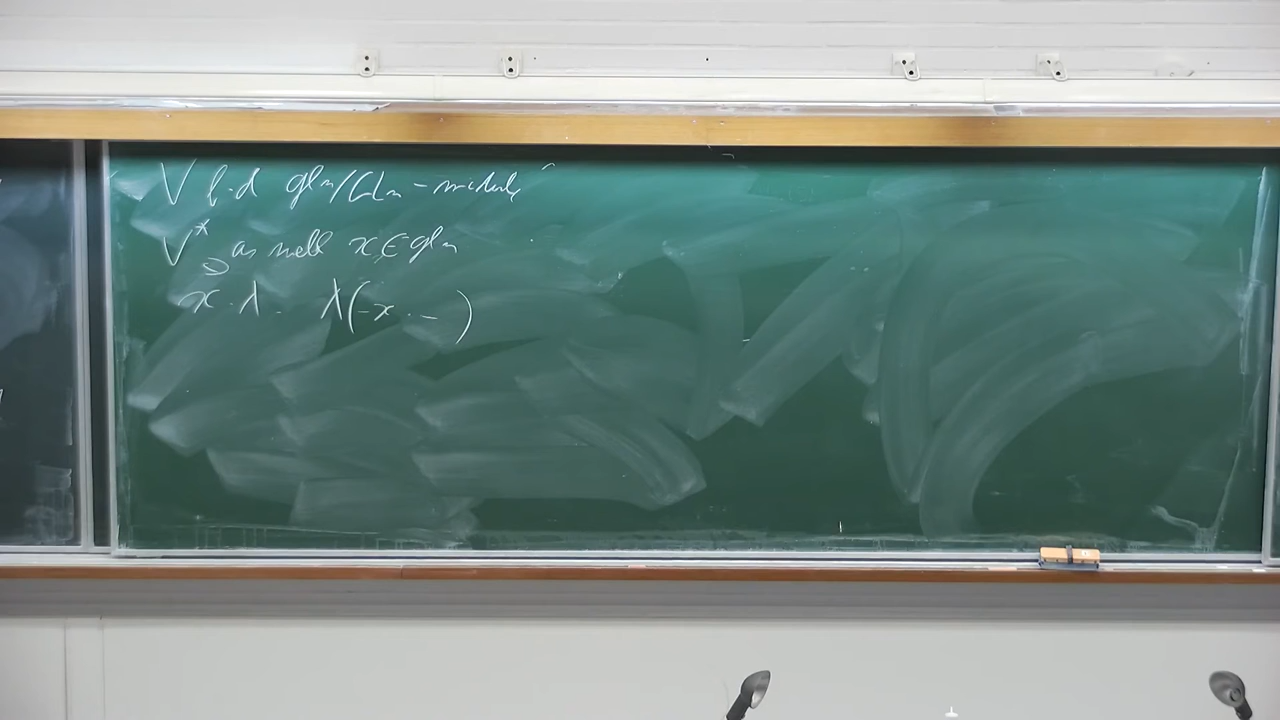 V f.d gln/GLn - module
V* as well x ∈ gln
x · λ = λ(-x · -)